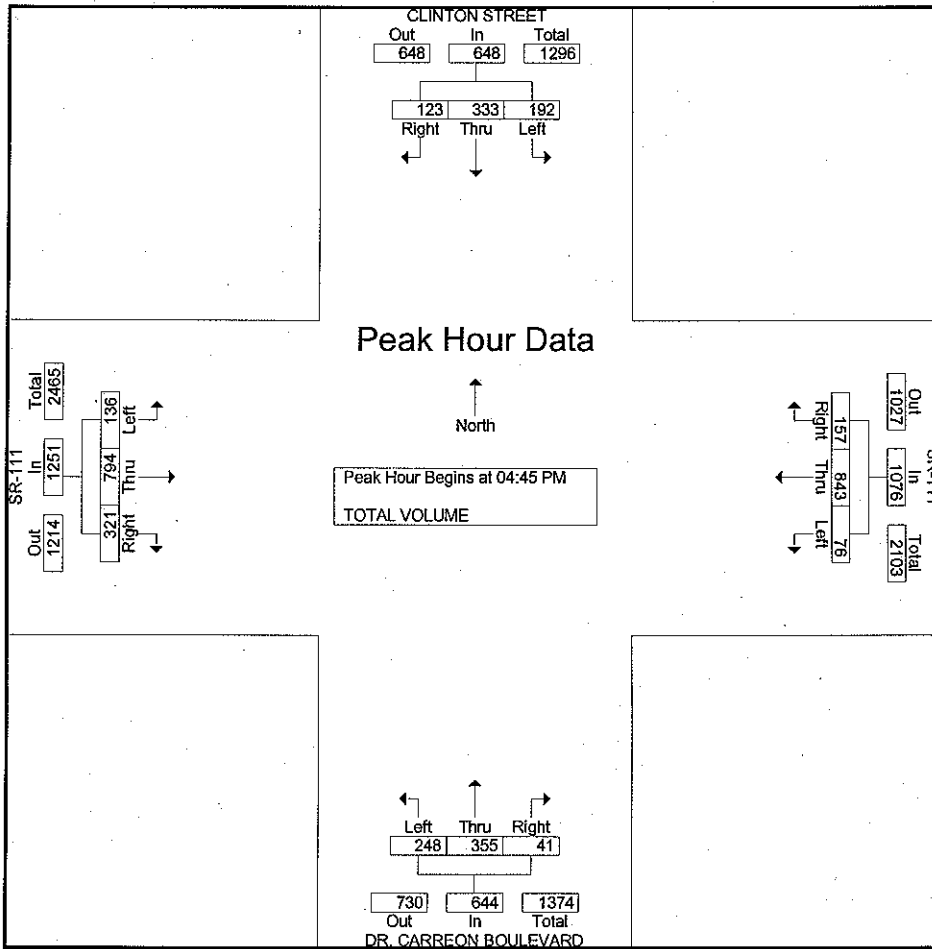 CLINTON STREET
Out In Total
648 648 1296
123 333 192
Right Thru Left
Peak Hour Data
North
Peak Hour Begins at 04:45 PM
TOTAL VOLUME
SR-111
Out In Total
1214 1251 2465
Right Thru Left
321 794 136
Out In Total
1027 1076 2103
Right Thru Left
157 843 76
Left Thru Right
248 355 41
730 644 1374
Out In Total
DR. CARREON BOULEVARD